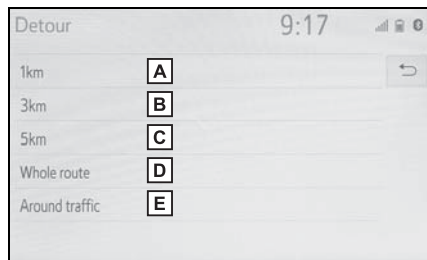 Detour 9:17
1km A
3km B
5km C
Whole route D
Around traffic E